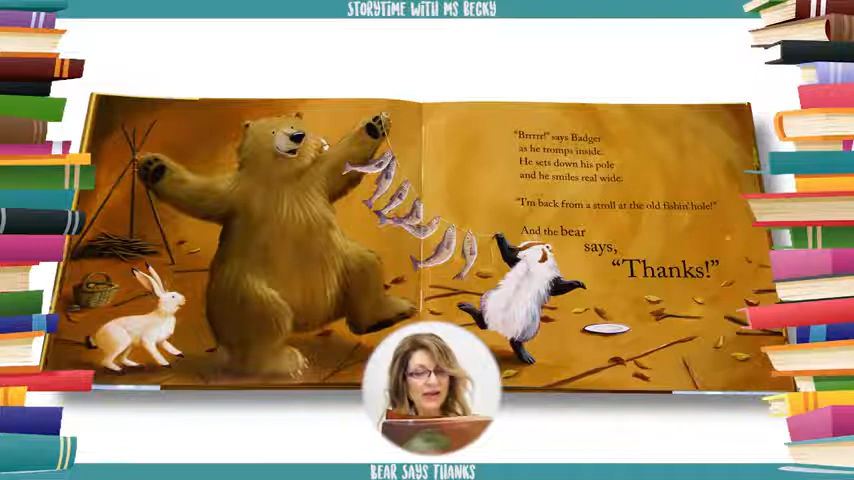 STORYTIME WITH MS BECKY
"Brrrr!" says Badger
as he tromps inside.
He sets down his pole
and he smiles real wide.
"I'm back from a stroll at the old fishin' hole!"
And the bear
says,
"Thanks!"
BEAR SAYS THANKS